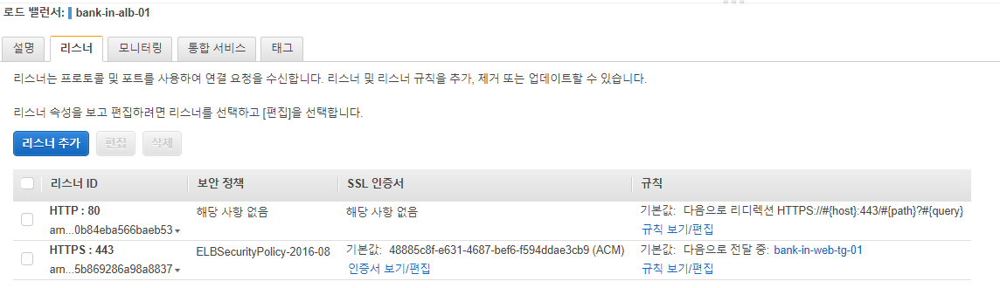 로드 밸런서: bank-in-alb-01
설명 리스너 모니터링 통합 서비스 태그
리스너는 프로토콜 및 포트를 사용하여 연결 요청을 수신합니다. 리스너 및 리스너 규칙을 추가, 제거 또는 업데이트할 수 있습니다.
리스너 속성을 보고 편집하려면 리스너를 선택하고 [편집]을 선택합니다.
리스너 추가 편집 삭제
리스너 ID 보안 정책 SSL 인증서 규칙
HTTP : 80 해당 사항 없음 해당 사항 없음 기본값: 다음으로 리디렉션 HTTPS://#{host}:443/#{path}?#{query}
arn...0b84eba566baeb53 규칙 보기/편집
HTTPS : 443 ELBSecurityPolicy-2016-08 기본값: 48885c8f-e631-4687-bef6-f594ddae3cb9 (ACM) 기본값: 다음으로 전달 중: bank-in-web-tg-01
arn...5b869286a98a8837 인증서 보기/편집 규칙 보기/편집